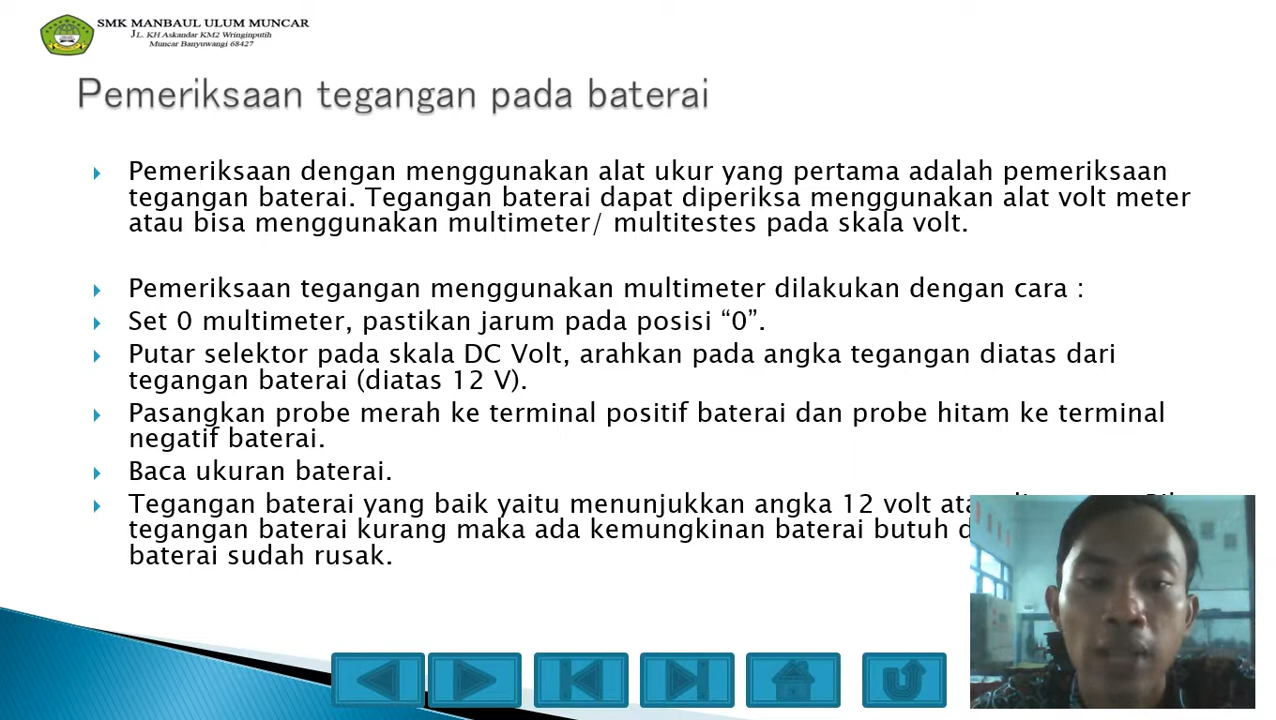 SMK MANBAUL ULUM MUNCAR
JL. KH Askandar KM2 Wringinputih
Muncar Banyuwangi 68427
Pemeriksaan tegangan pada baterai
Pemeriksaan dengan menggunakan alat ukur yang pertama adalah pemeriksaan
tegangan baterai. Tegangan baterai dapat diperiksa menggunakan alat volt meter
atau bisa menggunakan multimeter/ multitestes pada skala volt.
Pemeriksaan tegangan menggunakan multimeter dilakukan dengan cara :
Set 0 multimeter, pastikan jarum pada posisi “0”.
Putar selektor pada skala DC Volt, arahkan pada angka tegangan diatas dari
tegangan baterai (diatas 12 V).
Pasangkan probe merah ke terminal positif baterai dan probe hitam ke terminal
negatif baterai.
Baca ukuran baterai.
Tegangan baterai yang baik yaitu menunjukkan angka 12 volt
tegangan baterai kurang maka ada kemungkinan baterai butuh
baterai sudah rusak.